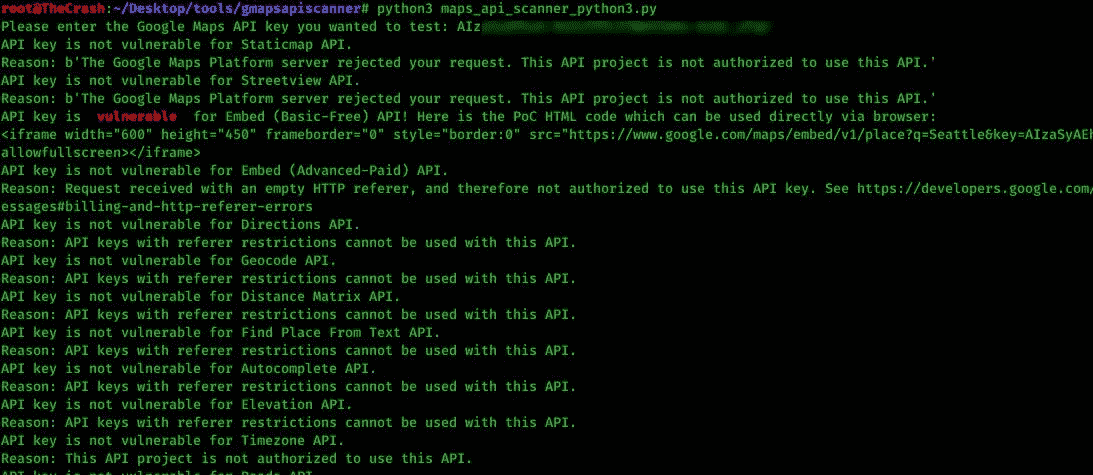 root@TheCrash:~/Desktop/tools/gmapsapiscanner# python3 maps_api_scanner_python3.py
Please enter the Google Maps API key you wanted to test: AIz
API key is not vulnerable for Staticmap API.
Reason: b'The Google Maps Platform server rejected your request. This API project is not authorized to use this API.'
API key is not vulnerable for Streetview API.
Reason: b'The Google Maps Platform server rejected your request. This API project is not authorized to use this API.'
API key is vulnerable for Embed (Basic-Free) API! Here is the PoC HTML code which can be used directly via browser:
<iframe width="600" height="450" frameborder="0" style="border:0" src="https://www.google.com/maps/embed/v1/place?q=Seattle&key=AIzaSyAEh
allowfullscreen></iframe>
API key is not vulnerable for Embed (Advanced-Paid) API.
Reason: Request received with an empty HTTP referer, and therefore not authorized to use this API key. See https://developers.google.com/
essages#billing-and-http-referer-errors
API key is not vulnerable for Directions API.
Reason: API keys with referer restrictions cannot be used with this API.
API key is not vulnerable for Geocode API.
Reason: API keys with referer restrictions cannot be used with this API.
API key is not vulnerable for Distance Matrix API.
Reason: API keys with referer restrictions cannot be used with this API.
API key is not vulnerable for Find Place From Text API.
Reason: API keys with referer restrictions cannot be used with this API.
API key is not vulnerable for Autocomplete API.
Reason: API keys with referer restrictions cannot be used with this API.
API key is not vulnerable for Elevation API.
Reason: API keys with referer restrictions cannot be used with this API.
API key is not vulnerable for Timezone API.
Reason: This API project is not authorized to use this API.
API key is not vulnerable for Roads API.